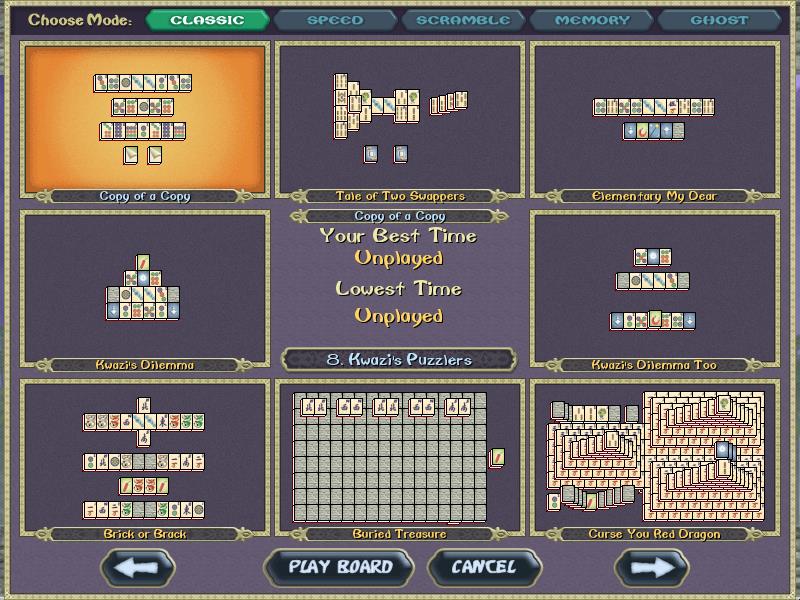 Choose Mode: CLASSIC SPEED SCRAMBLE MEMORY GHOST
Copy of a Copy
Tale of Two Swappers
Elementary My Dear
Kwazi's Dilemma
Copy of a Copy
Your Best Time
Unplayed
Lowest Time
Unplayed
8. Kwazi's Puzzlers
Kwazi's Dilemma Too
Brick or Brack
Buried Treasure
Curse You Red Dragon
PLAY BOARD
CANCEL